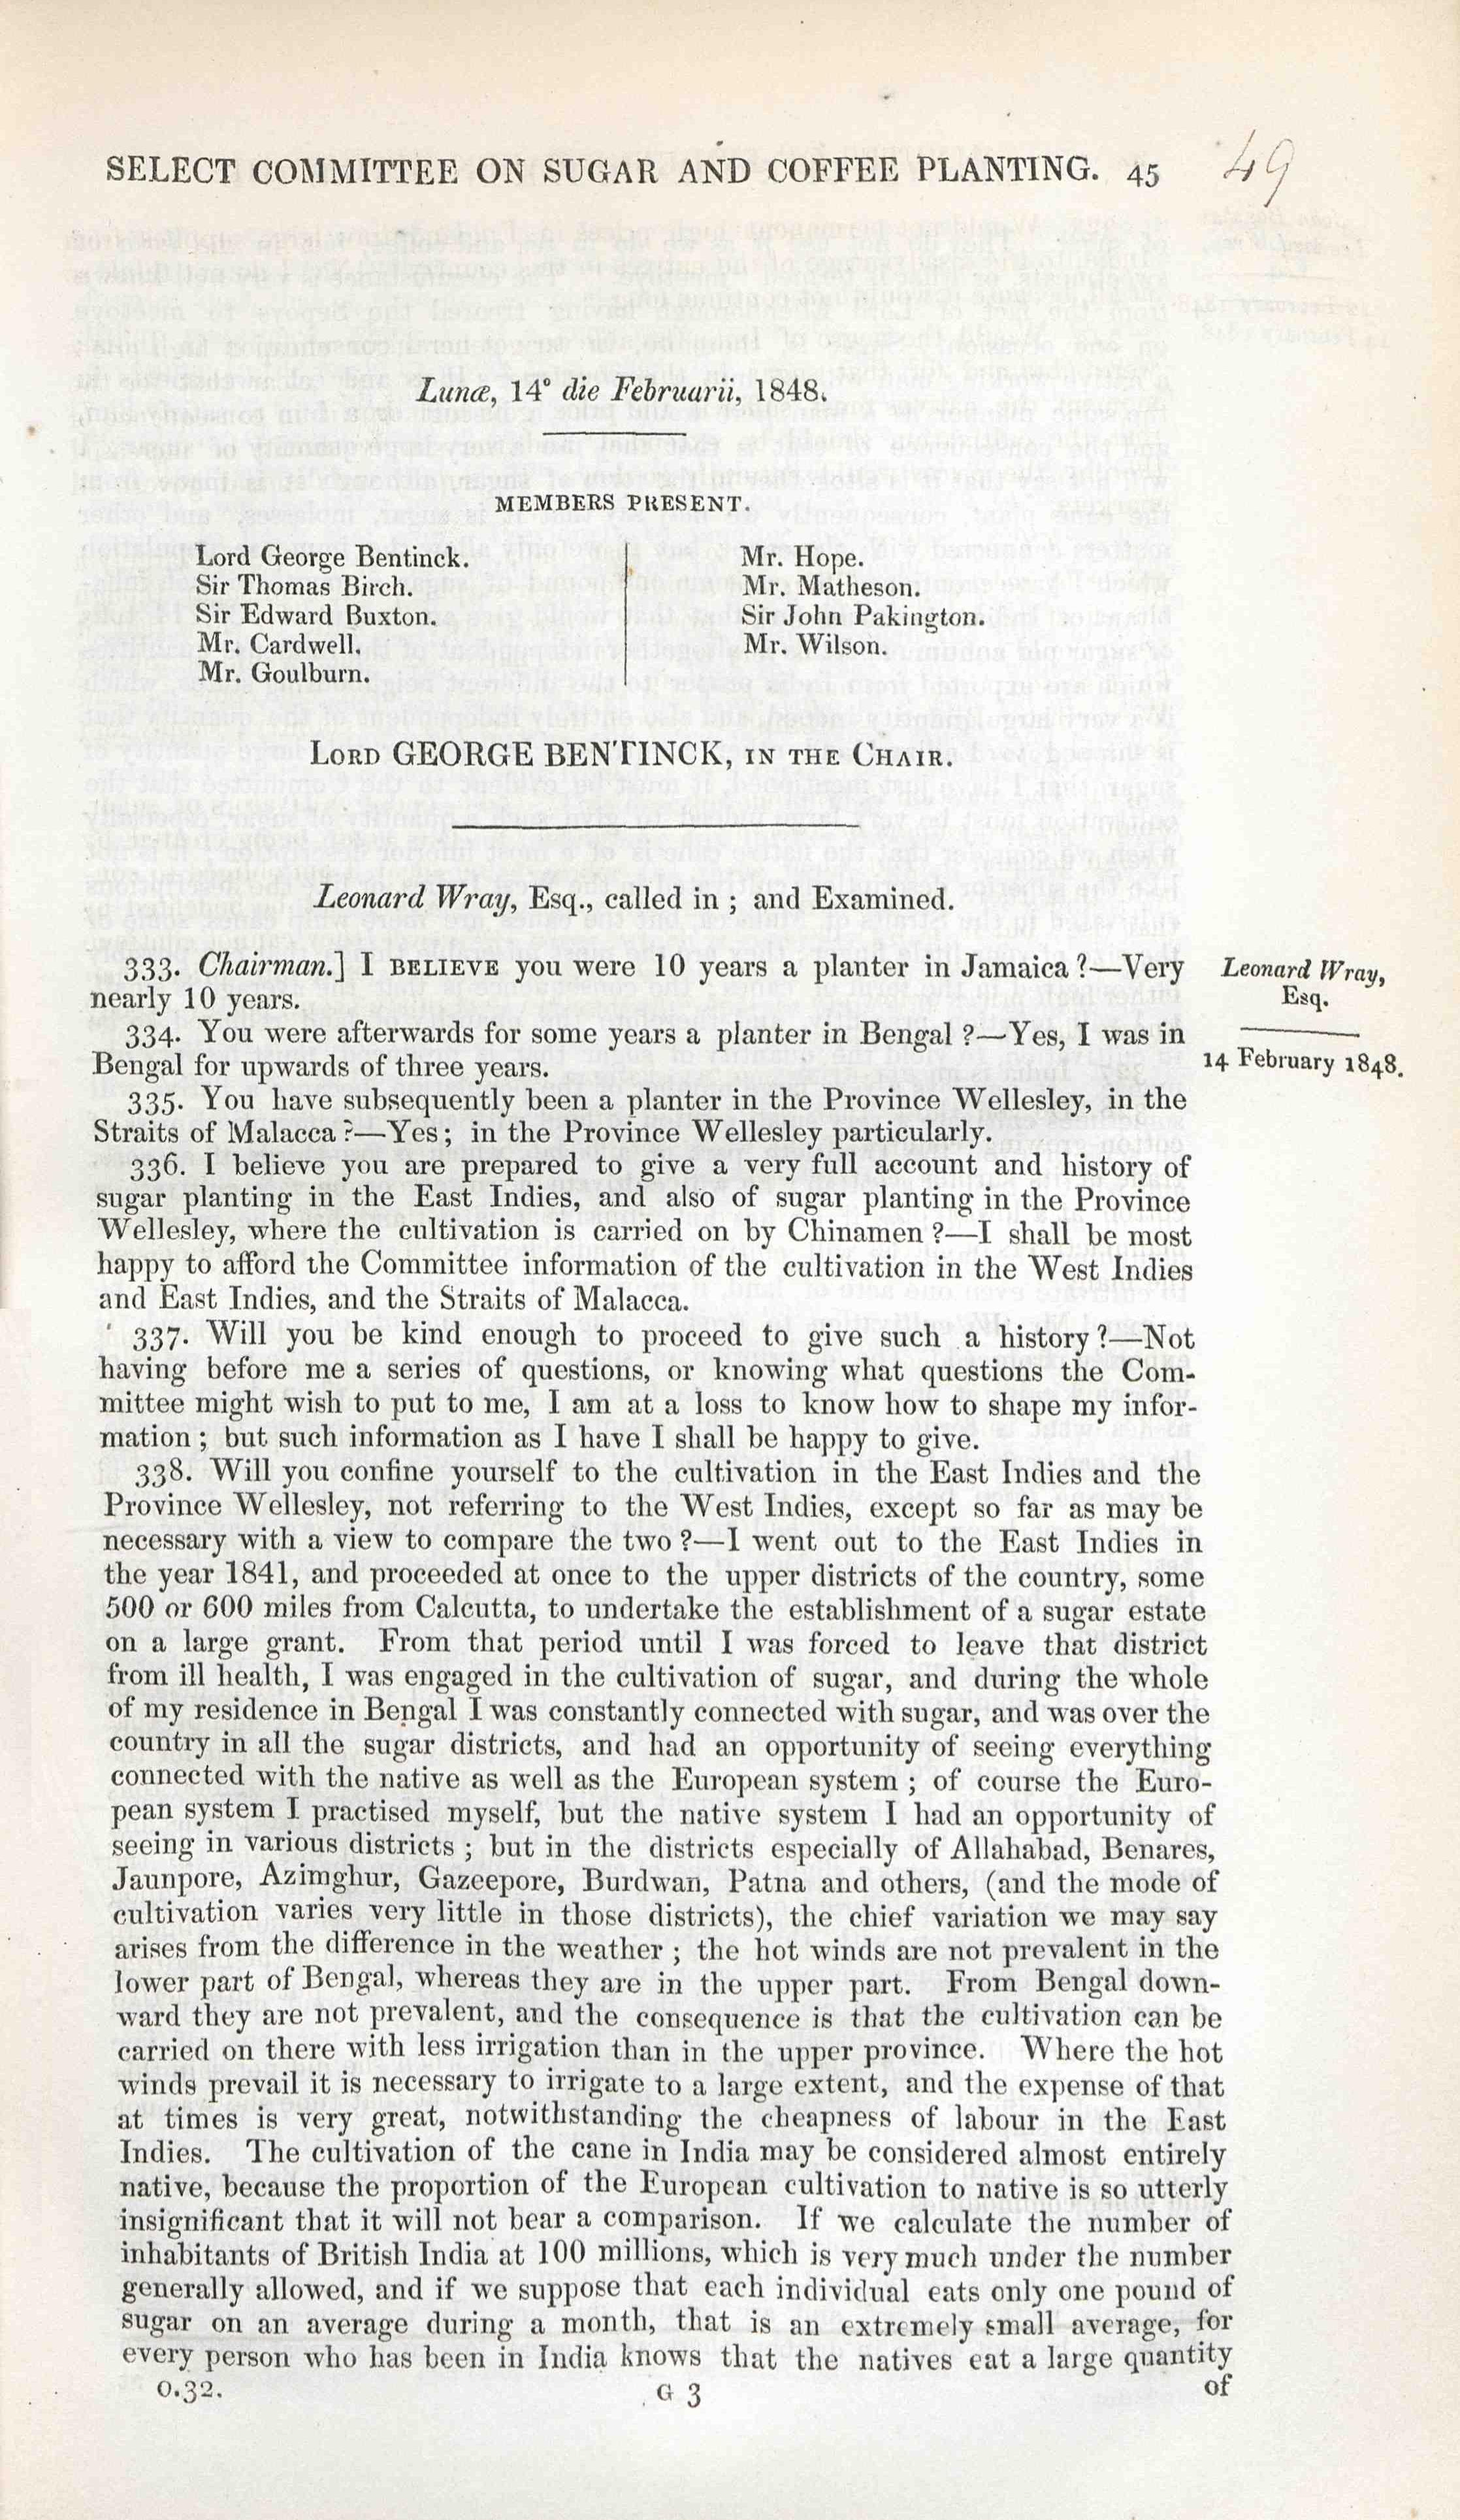 SELECT COMMITTEE ON SUGAR AND COFFEE PLANTING. 45
49
Lunæ, 14° die Februarii, 1848.
MEMBERS PRESENT.
Lord George Bentinck.
Sir Thomas Birch.
Sir Edward Buxton.
Mr. Cardwell.
Mr. Goulburn.
Mr. Hope.
Mr. Matheson.
Sir John Pakington.
Mr. Wilson.
LORD GEORGE BENTINCK, IN THE CHAIR.
Leonard Wray, Esq., called in ; and Examined.
333. Chairman.] I BELIEVE you were 10 years a planter in Jamaica ?—Very
nearly 10 years.
334. You were afterwards for some years a planter in Bengal ?—Yes, I was in
Bengal for upwards of three years.
335. You have subsequently been a planter in the Province Wellesley, in the
Straits of Malacca ?—Yes; in the Province Wellesley particularly.
336. I believe you are prepared to give a very full account and history of
sugar planting in the East Indies, and also of sugar planting in the Province
Wellesley, where the cultivation is carried on by Chinamen ?—I shall be most
happy to afford the Committee information of the cultivation in the West Indies
and East Indies, and the Straits of Malacca.
337. Will you be kind enough to proceed to give such a history ?—Not
having before me a series of questions, or knowing what questions the Com-
mittee might wish to put to me, I am at a loss to know how to shape my infor-
mation ; but such information as I have I shall be happy to give.
338. Will you confine yourself to the cultivation in the East Indies and the
Province Wellesley, not referring to the West Indies, except so far as may be
necessary with a view to compare the two ?—I went out to the East Indies in
the year 1841, and proceeded at once to the upper districts of the country, some
500 or 600 miles from Calcutta, to undertake the establishment of a sugar estate
on a large grant. From that period until I was forced to leave that district
from ill health, I was engaged in the cultivation of sugar, and during the whole
of my residence in Bengal I was constantly connected with sugar, and was over the
country in all the sugar districts, and had an opportunity of seeing everything
connected with the native as well as the European system ; of course the Euro-
pean system I practised myself, but the native system I had an opportunity of
seeing in various districts ; but in the districts especially of Allahabad, Benares,
Jaunpore, Azimghur, Gazeepore, Burdwan, Patna and others, (and the mode of
cultivation varies very little in those districts), the chief variation we may say
arises from the difference in the weather ; the hot winds are not prevalent in the
lower part of Bengal, whereas they are in the upper part. From Bengal down-
ward they are not prevalent, and the consequence is that the cultivation can be
carried on there with less irrigation than in the upper province. Where the hot
winds prevail it is necessary to irrigate to a large extent, and the expense of that
at times is very great, notwithstanding the cheapness of labour in the East
Indies. The cultivation of the cane in India may be considered almost entirely
native, because the proportion of the European cultivation to native is so utterly
insignificant that it will not bear a comparison. If we calculate the number of
inhabitants of British India at 100 millions, which is very much under the number
generally allowed, and if we suppose that each individual eats only one pound of
sugar on an average during a month, that is an extremely small average, for
every person who has been in India knows that the natives eat a large quantity
0.32.
G 3
of
Leonard Wray,
Esq.
14 February 1848.